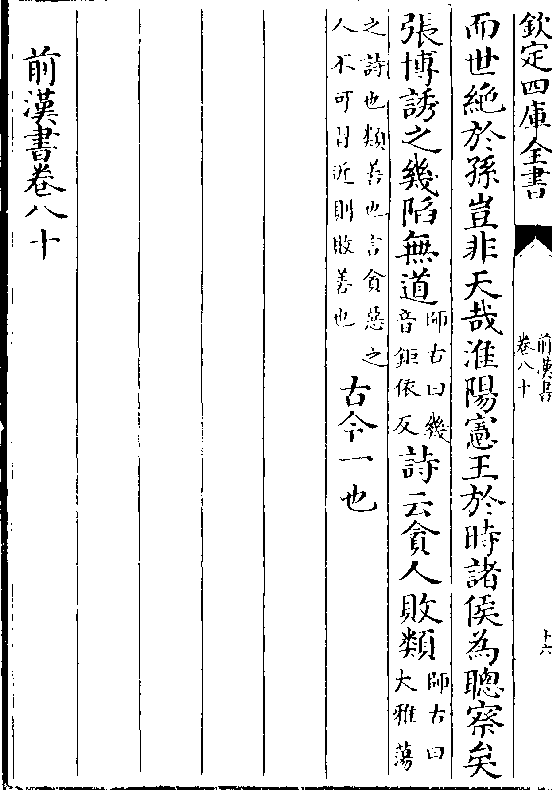 欽定四庫全書
前漢書
卷八十
十六
而世絶於孫豈非天哉淮陽憲王於時諸侯為聰察矣
張博誘之幾陷無道師古曰幾音鉅依反詩云貪人敗類師古曰大雅蕩
之詩也類善也言貪惡之人不可習近則敗善也古今一也
前漢書卷八十